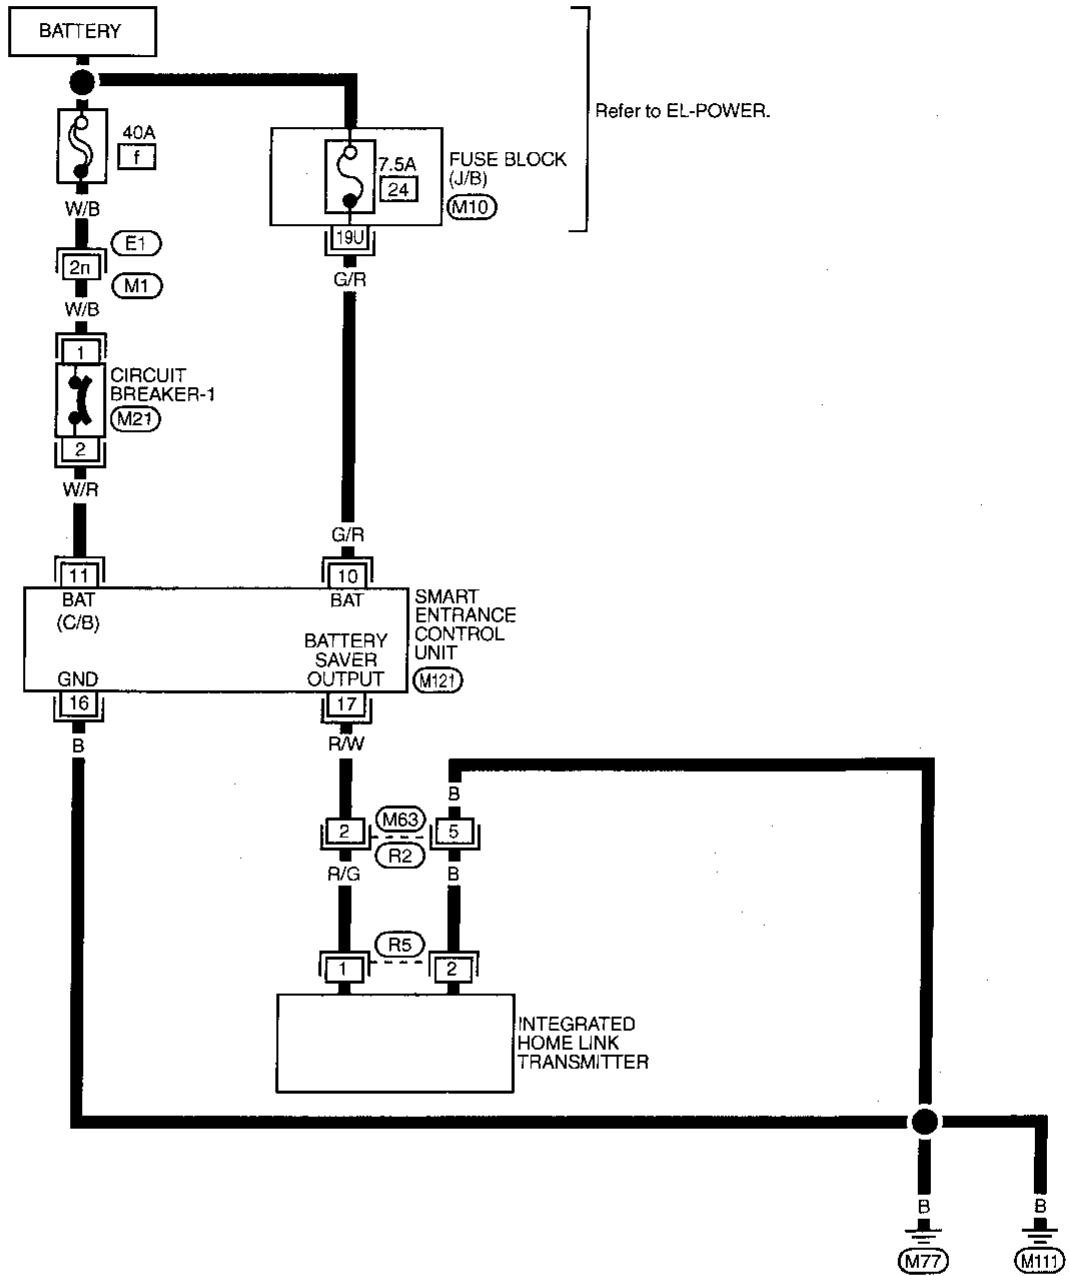 BATTERY
Refer to EL-POWER.
40A
f
7.5A
24
FUSE BLOCK
(J/B)
M10
W/B
19U
E1
2n
M1
G/R
W/B
1
CIRCUIT
BREAKER-1
M21
2
W/R
G/R
11
10
BAT
(C/B)
BAT
SMART
ENTRANCE
CONTROL
UNIT
M121
BATTERY
SAVER
OUTPUT
GND
16
17
B
R/W
B
2
M63
5
R2
R/G
B
R5
1
2
INTEGRATED
HOME LINK
TRANSMITTER
B
B
M77
M111